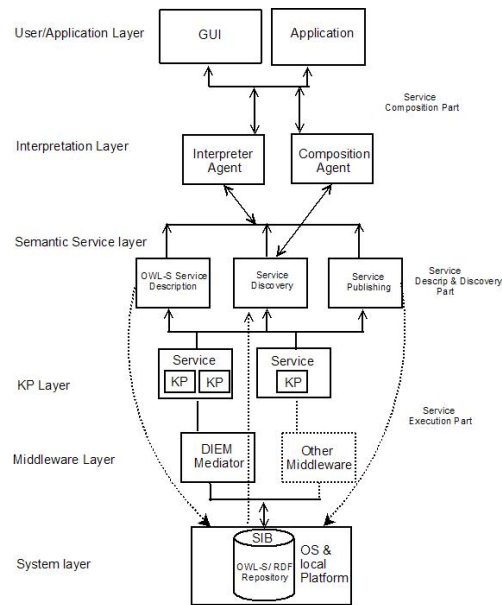 User/Application Layer
GUI
Application
Service
Composition Part
Interpretation Layer
Interpreter
Agent
Composition
Agent
Semantic Service layer
OWL-S Service
Description
Service
Discovery
Service
Publishing
Service
Descrip & Discovery
Part
Service
KP
KP
Service
KP
KP Layer
Service
Execution Part
Middleware Layer
DIEM
Mediator
Other
Middleware
System layer
SIB
OWL-S/ RDF
Repository
OS &
local
Platform